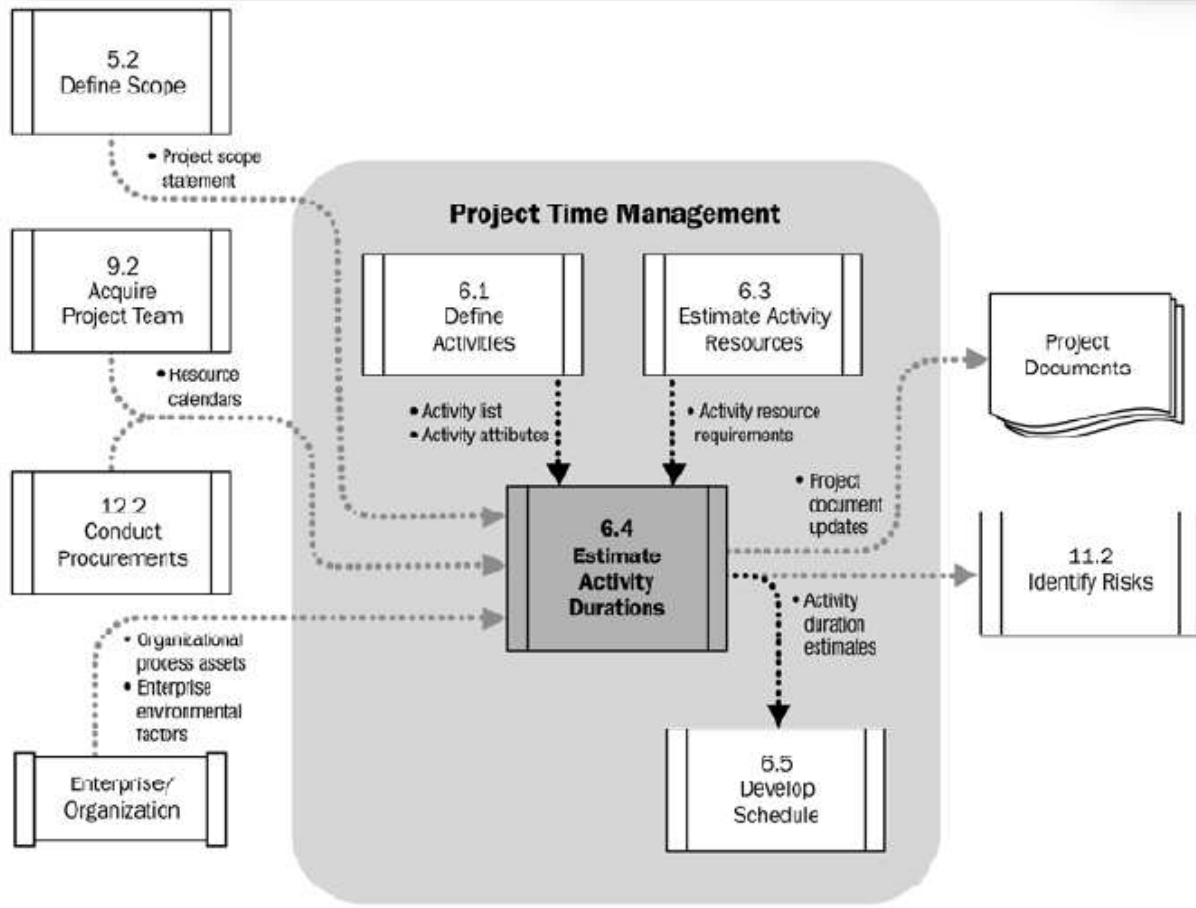 5.2
Define Scope
• Project scope
statement
Project Time Management
9.2
Acquire
Project Team
6.1
Define
Activities
6.3
Estimate Activity
Resources
Project
Documents
• Resource
calendars
• Activity list
• Activity attributes
• Activity resource
requirements
12.2
Conduct
Procurements
6.4
Estimate
Activity
Durations
• Project
document
updates
11.2
Identify Risks
• Activity
duration
estimates
• Organizational
process assets
• Enterprise
environmental
factors
Enterprise/
Organization
6.5
Develop
Schedule